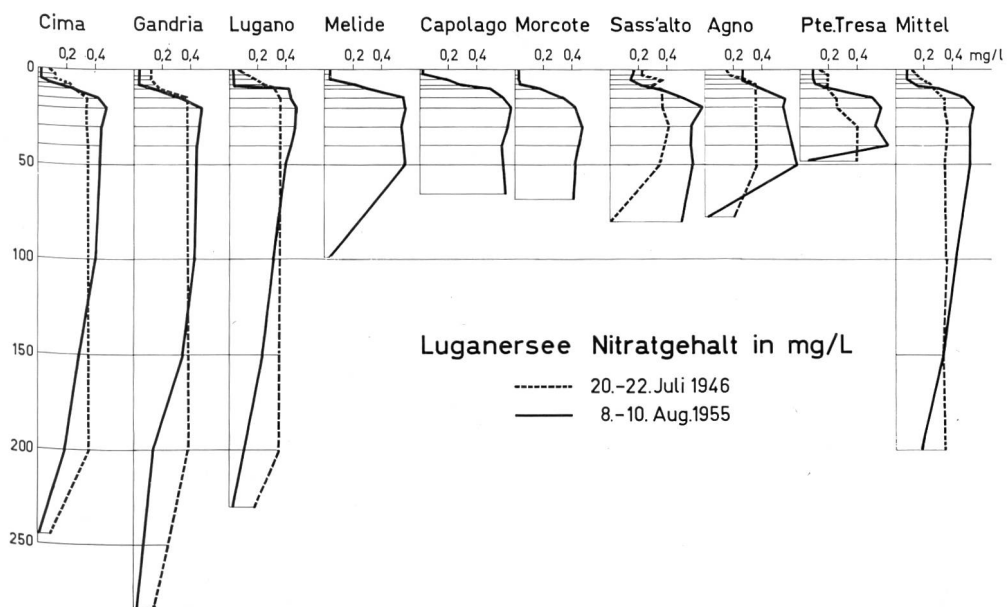 Cima Gandria Lugano Melide Capolago Morcote Sass'alto Agno Pte.Tresa Mittel
0,2 0,4 0,2 0,4 0,2 0,4 0,2 0,4 0,2 0,4 0,2 0,4 0,2 0,4 0,2 0,4 0,2 0,4 0,2 0,4 mg/l
0
50
100
150
Luganersee Nitratgehalt in mg/L
20.-22. Juli 1946
8.-10. Aug. 1955
200
250